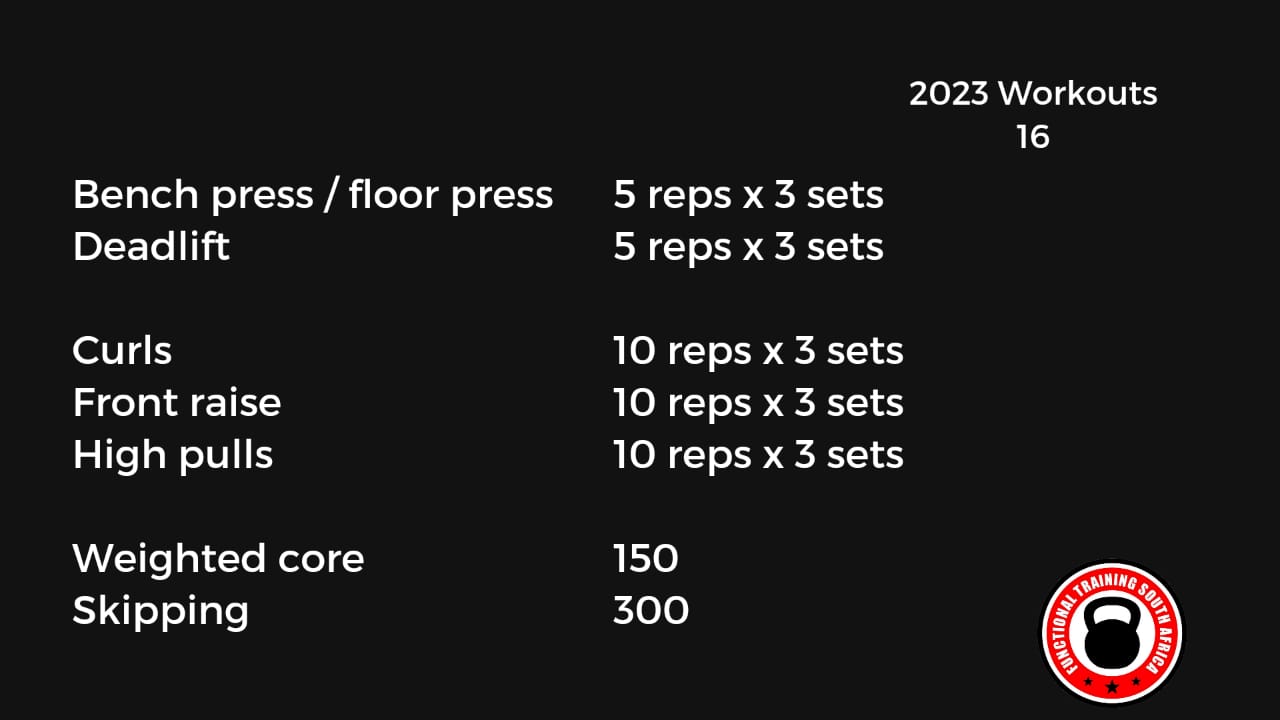 2023 Workouts
16
Bench press / floor press 5 reps x 3 sets
Deadlift 5 reps x 3 sets
Curls 10 reps x 3 sets
Front raise 10 reps x 3 sets
High pulls 10 reps x 3 sets
Weighted core 150
Skipping 300
FUNCTIONAL TRAINING SOUTH AFRICA